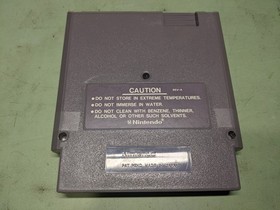 CAUTION
●DO NOT STORE IN EXTREME TEMPERATURES.
●DO NOT IMMERSE IN WATER.
●DO NOT CLEAN WITH BENZENE, THINNER,
ALCOHOL OR OTHER SUCH SOLVENTS.
Nintendo
Nintendo